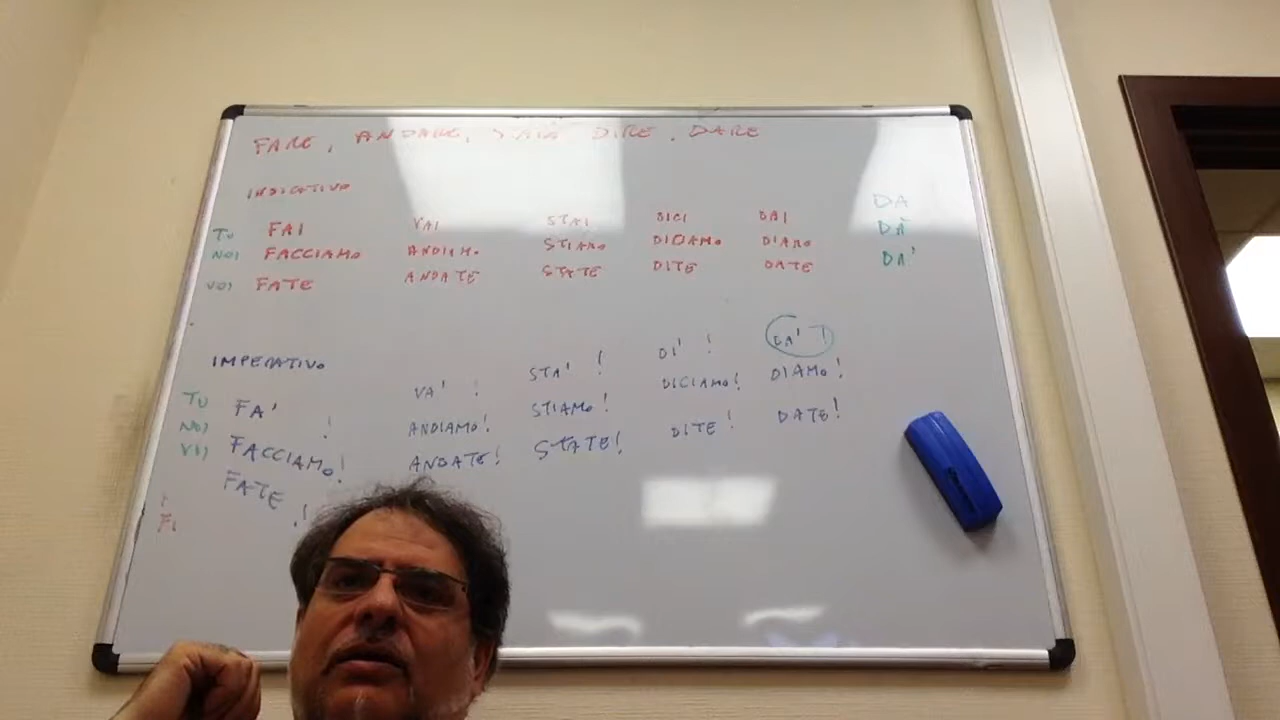 FARE, ANDARE, DIRE, DARE
INDICATIVO
DA
TU FAI VAI STAI DICI DAI DÀ
NOI FACCIAMO ANDIAMO STIAMO DICIAMO DIAMO DA'
VOI FATE ANDATE STATE DITE DATE
IMPERATIVO
TU FA' ! VA' ! STA' ! DI' ! DA' !
NOI FACCIAMO! ANDIAMO! STIAMO! DICIAMO! DIAMO!
VOI FATE ! ANDATE! STATE! DITE ! DATE!